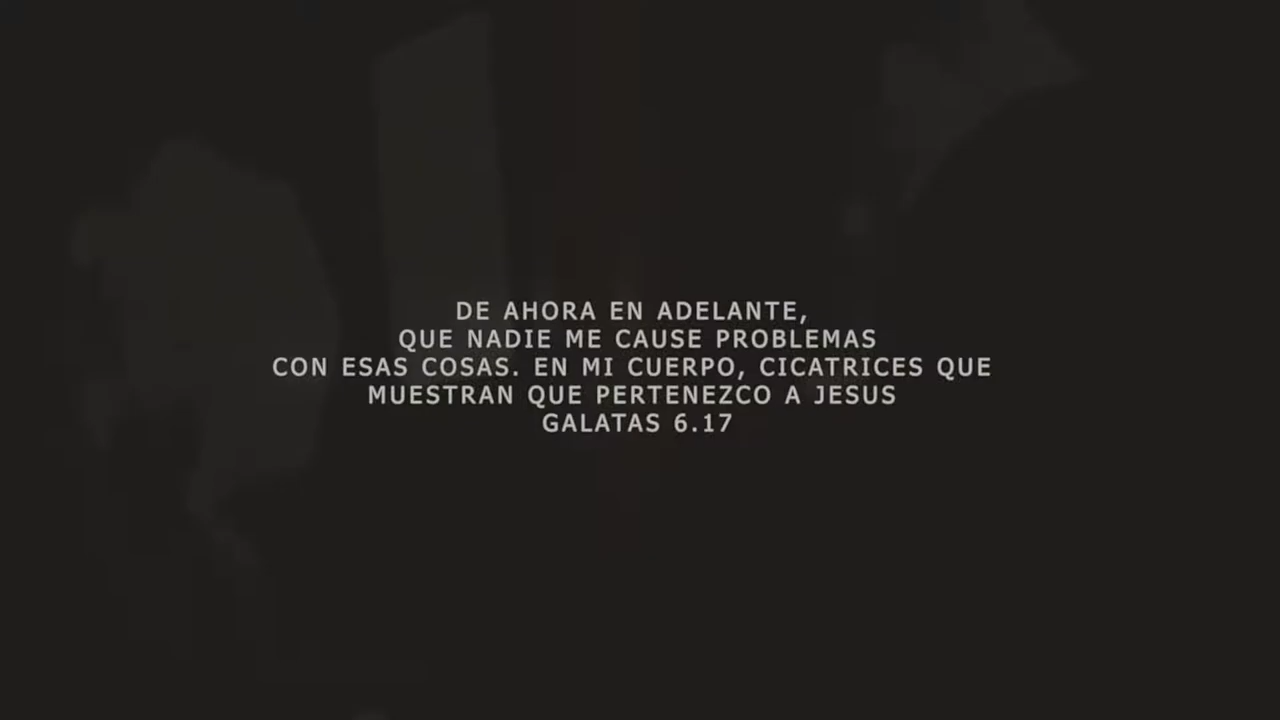 DE AHORA EN ADELANTE,
QUE NADIE ME CAUSE PROBLEMAS
CON ESAS COSAS. EN MI CUERPO, CICATRICES QUE
MUESTRAN QUE PERTENEZCO A JESUS
GALATAS 6.17